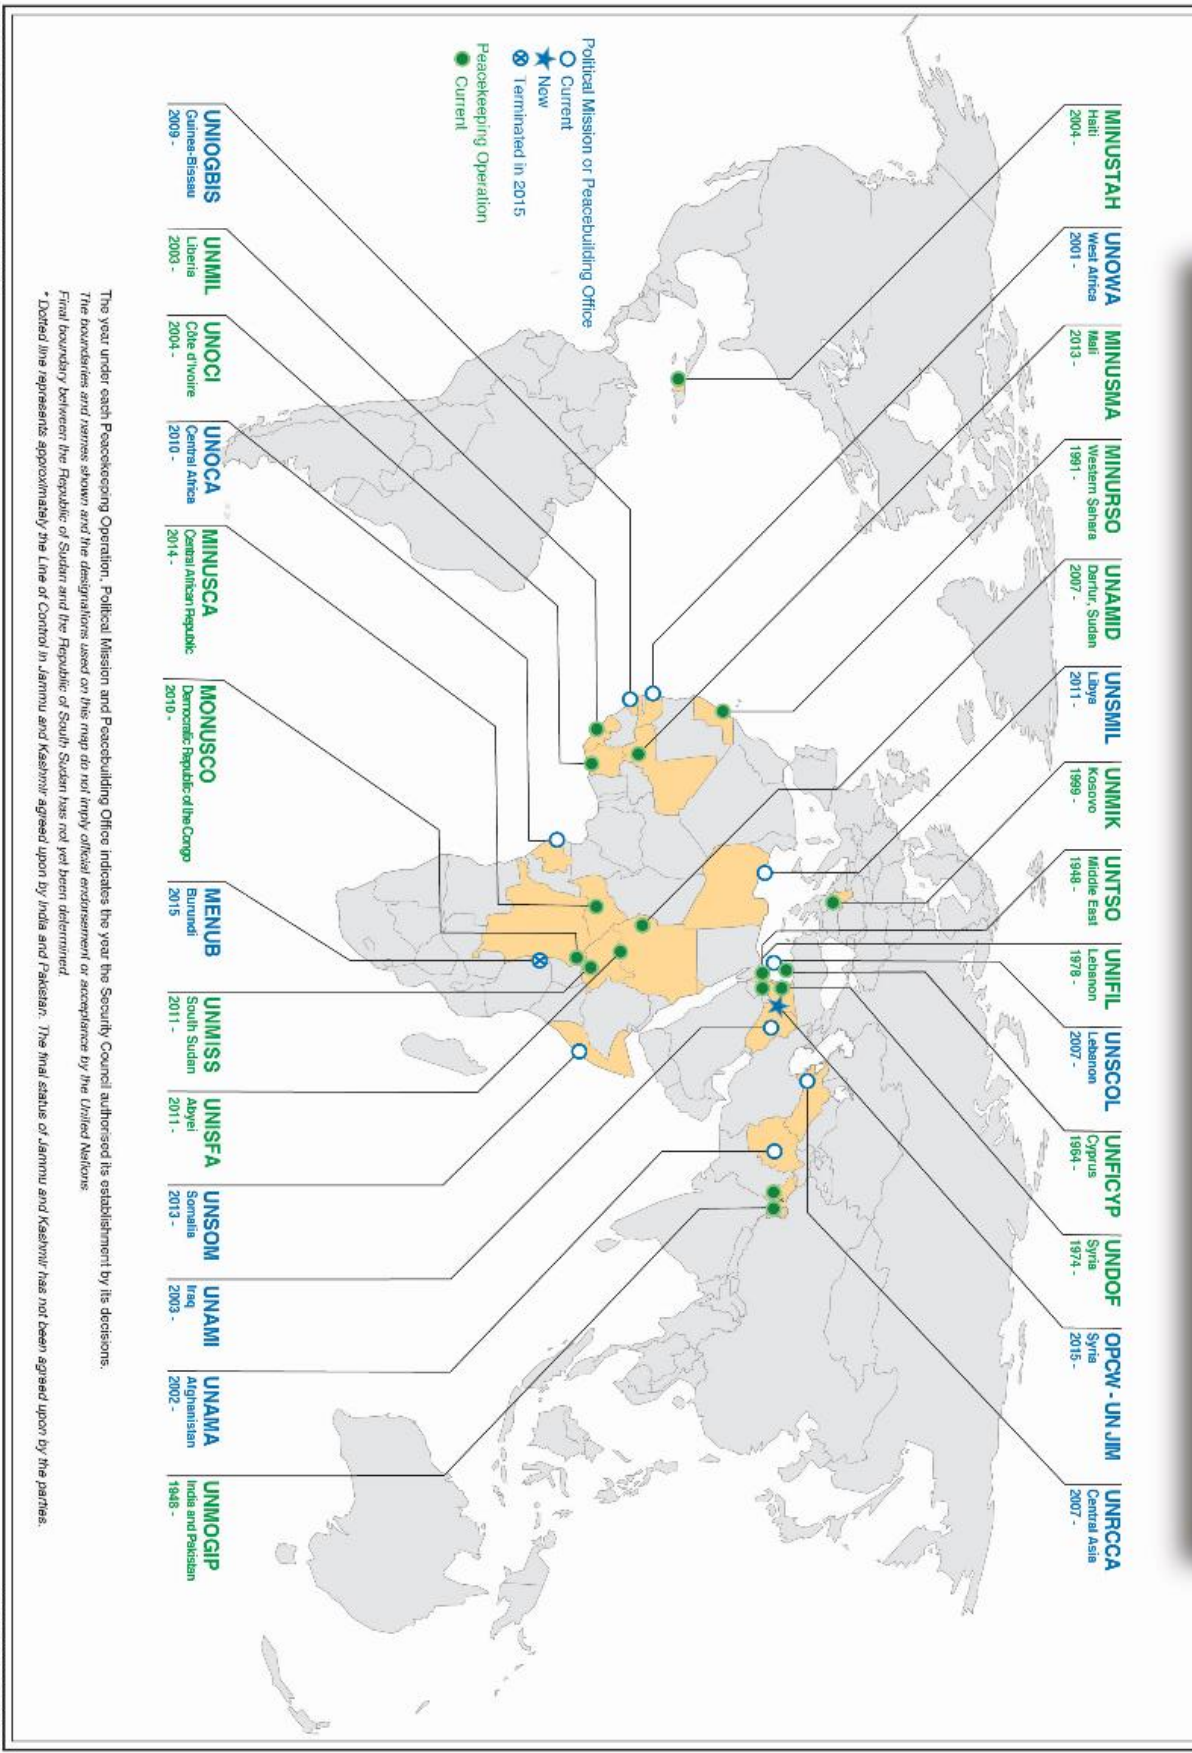 MINUSTAH
Haiti
2004 -
UNOWA
West Africa
2001 -
MINUSMA
Mali
2013 -
MINURSO
Western Sahara
1991 -
UNAMID
Darfur, Sudan
2007 -
UNSMIL
Libya
2011 -
UNMIK
Kosovo
1999 -
UNTSO
Middle East
1948 -
UNIFIL
Lebanon
1978 -
UNSCOL
Lebanon
2007 -
UNFICYP
Cyprus
1964 -
UNDOF
Syria
1974 -
OPCW - UN JIM
Syria
2015 -
UNRCCA
Central Asia
2007 -
Political Mission or Peacebuilding Office
Current
New
Terminated in 2015
Peacekeeping Operation
Current
UNIOGBIS
Guinea-Bissau
2009 -
UNMIL
Liberia
2003 -
UNOCI
Côte d'Ivoire
2004 -
UNOCA
Central Africa
2010 -
MINUSCA
Central African Republic
2014 -
MONUSCO
Democratic Republic of the Congo
2010 -
MENUB
Burundi
2015
UNMISS
South Sudan
2011 -
UNISFA
Abyei
2011 -
UNSOM
Somalia
2013 -
UNAMI
Iraq
2003 -
UNAMA
Afghanistan
2002 -
UNMOGIP
India and Pakistan
1948 -
The year under each Peacekeeping Operation, Political Mission and Peacebuilding Office indicates the year the Security Council authorised its establishment by its decisions.
The boundaries and names shown and the designations used on this map do not imply official endorsement or acceptance by the United Nations.
Final boundary between the Republic of Sudan and the Republic of South Sudan has not yet been determined.
* Dotted line represents approximately the Line of Control in Jammu and Kashmir agreed upon by India and Pakistan. The final status of Jammu and Kashmir has not been agreed upon by the parties.